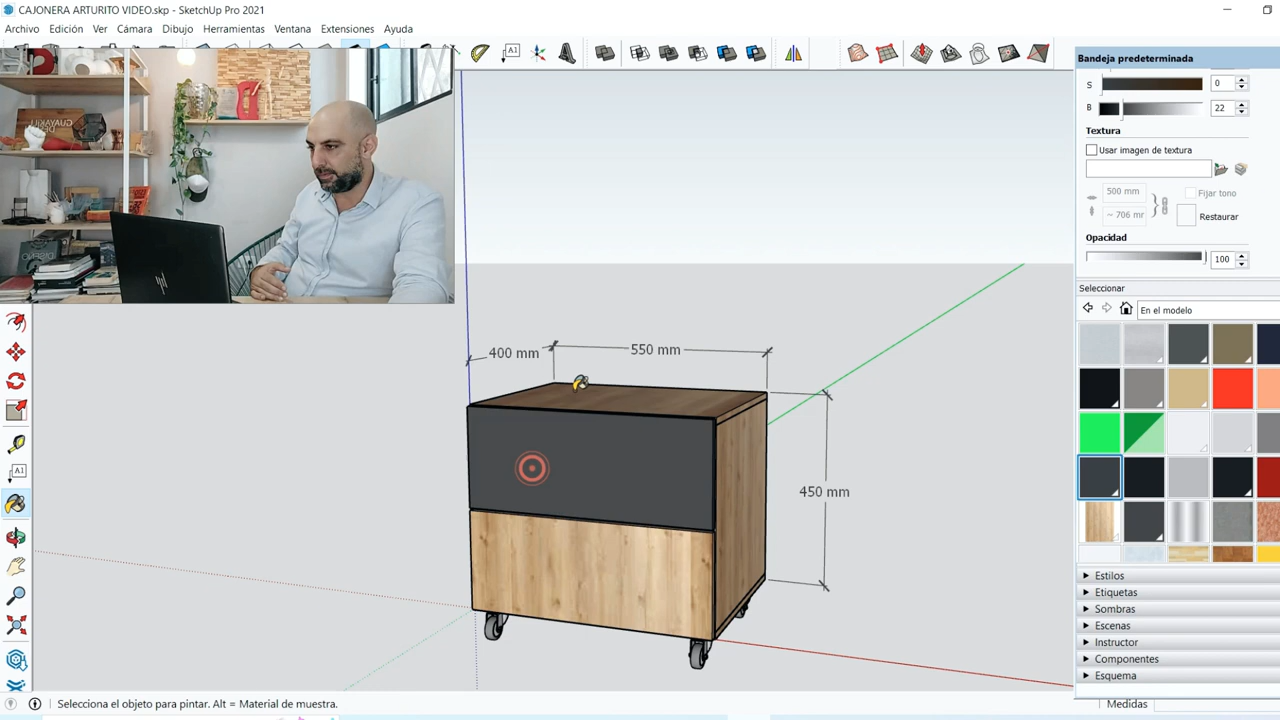 CAJONERA ARTURITO VIDEO.skp - SketchUp Pro 2021
Archivo Edición Ver Cámara Dibujo Herramientas Ventana Extensiones Ayuda
A1
Bandeja predeterminada
S 0
B 22
Textura
Usar imagen de textura
500 mm
Fijar tono
~ 706 mr
Restaurar
Opacidad
100
Seleccionar
En el modelo
GUAYAKILL
400 mm
550 mm
450 mm
A1
Estilos
Etiquetas
Sombras
Escenas
Instructor
Componentes
Esquema
Selecciona el objeto para pintar. Alt = Material de muestra.
Medidas